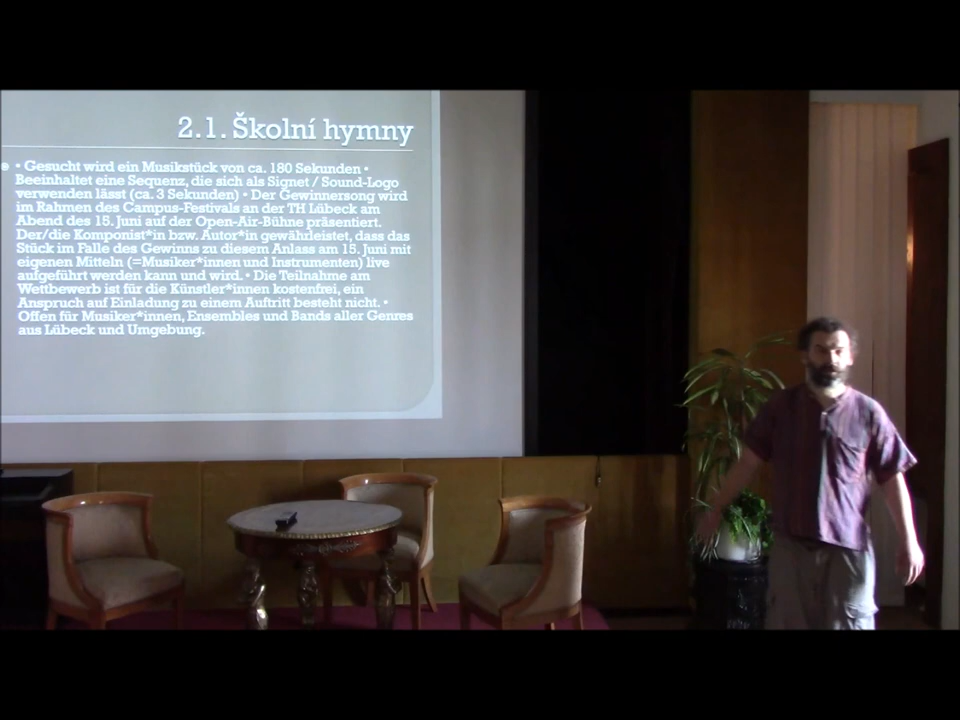 2.1. Školní hymny
• Gesucht wird ein Musikstück von ca. 180 Sekunden •
Beeinhaltet eine Sequenz, die sich als Signet / Sound-Logo
verwenden lässt (ca. 3 Sekunden) • Der Gewinnersong wird
im Rahmen des Campus-Festivals an der TH Lübeck am
Abend des 15. Juni auf der Open-Air-Bühne präsentiert.
Der/die Komponist*in bzw. Autor*in gewährleistet, dass das
Stück im Falle des Gewinns zu diesem Anlass am 15. Juni mit
eigenen Mitteln (=Musiker*innen und Instrumenten) live
aufgeführt werden kann und wird. • Die Teilnahme am
Wettbewerb ist für die Künstler*innen kostenfrei, ein
Anspruch auf Einladung zu einem Auftritt besteht nicht. •
Offen für Musiker*innen, Ensembles und Bands aller Genres
aus Lübeck und Umgebung.